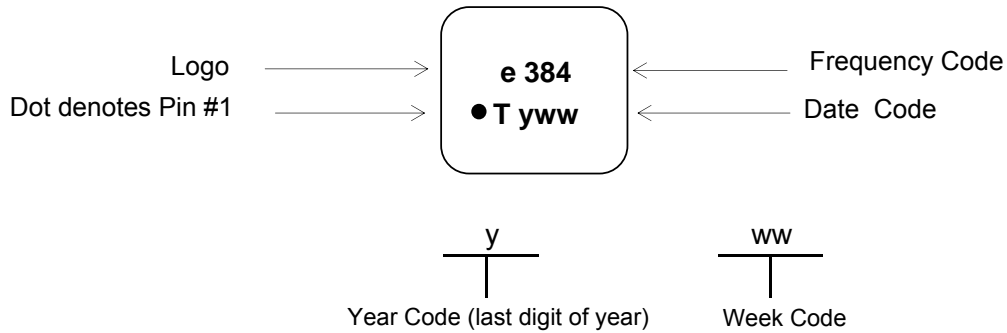 Logo
e 384
Frequency Code
Dot denotes Pin #1
● T yww
Date Code
y
ww
Year Code (last digit of year)
Week Code